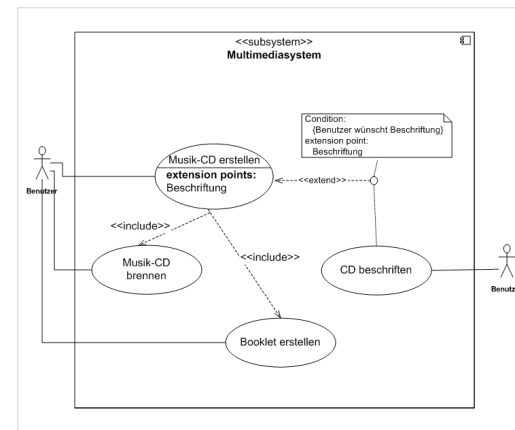 <<subsystem>>
Multimediasystem
Condition:
{Benutzer wünscht Beschriftung}
extension point:
Beschriftung
Musik-CD erstellen
extension points:
Beschriftung
<<extend>>
Benutzer
<<include>>
<<include>>
Musik-CD
brennen
CD beschriften
Benutz
Booklet erstellen